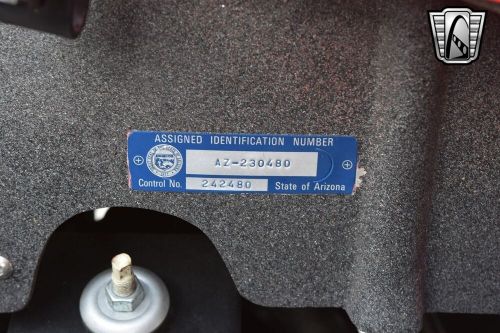 ASSIGNED IDENTIFICATION NUMBER
AZ-230480
Control No. 242480 State of Arizona